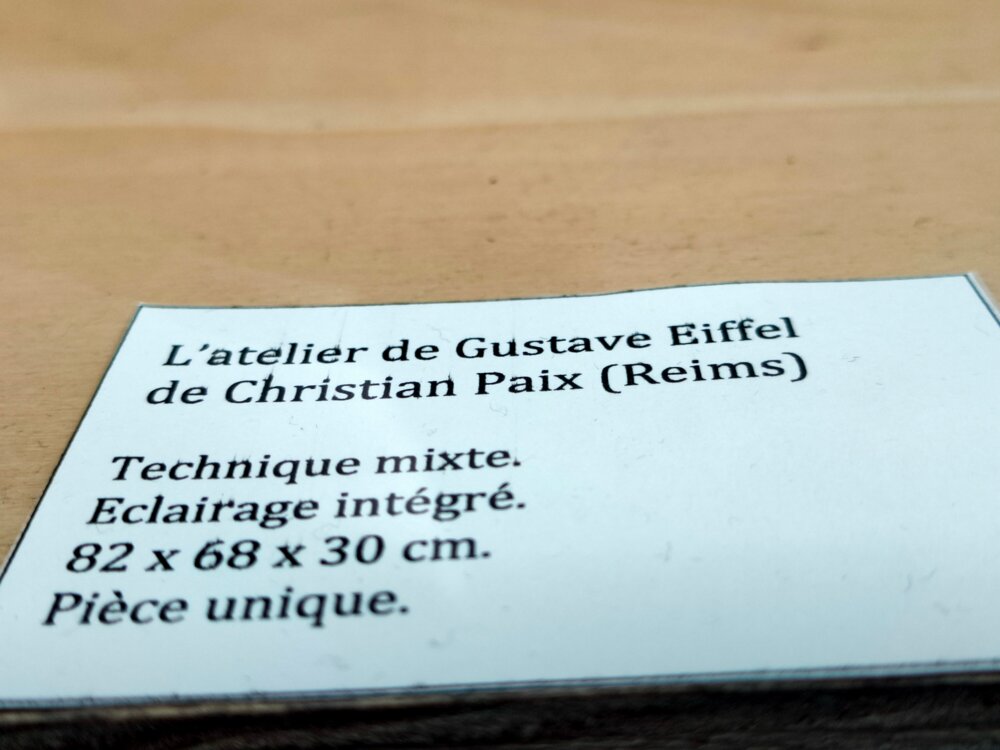 L'atelier de Gustave Eiffel
de Christian Paix (Reims)
Technique mixte.
Eclairage intégré.
82 x 68 x 30 cm.
Pièce unique.